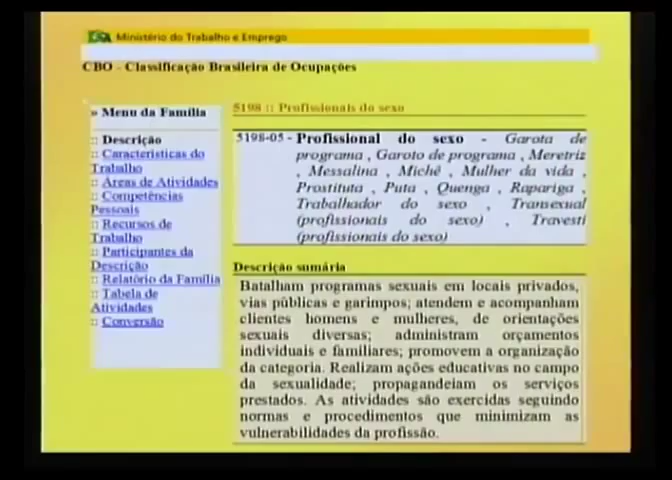 Ministério do Trabalho e Emprego
CBO - Classificação Brasileira de Ocupações
» Menu da Família
:: Descrição
:: Características do
Trabalho
:: Áreas de Atividades
:: Competências
Pessoais
:: Recursos de
Trabalho
:: Participantes da
Descrição
:: Relatório da Família
:: Tabela de
Atividades
:: Conversão
5198 :: Profissionais do sexo
5198-05 - Profissional do sexo - Garota de
programa , Garoto de programa , Meretriz
, Messalina , Michê , Mulher da vida ,
Prostituta , Puta , Quenga , Rapariga ,
Trabalhador do sexo , Transexual
(profissionais do sexo) , Travesti
(profissionais do sexo)
Descrição sumária
Batalham programas sexuais em locais privados,
vias públicas e garimpos; atendem e acompanham
clientes homens e mulheres, de orientações
sexuais diversas; administram orçamentos
individuais e familiares; promovem a organização
da categoria. Realizam ações educativas no campo
da sexualidade; propagandeiam os serviços
prestados. As atividades são exercidas seguindo
normas e procedimentos que minimizam as
vulnerabilidades da profissão.